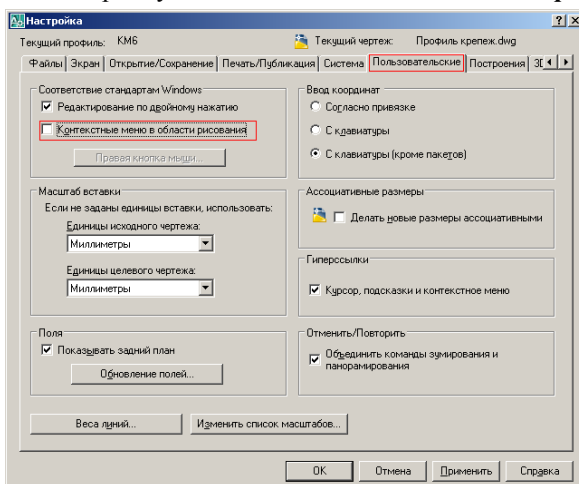 Настройка
Текущий профиль: КМ6 Текущий чертеж: Профиль крепеж.dwg
Файлы Экран Открытие/Сохранение Печать/Публикация Система Пользовательские Построения 3D
Соответствие стандартам Windows
Редактирование по двойному нажатию
Контекстные меню в области рисования
Правая кнопка мыши...
Ввод координат
Согласно привязке
С клавиатуры
С клавиатуры (кроме пакетов)
Масштаб вставки
Если не заданы единицы вставки, использовать:
Единицы исходного чертежа:
Миллиметры
Единицы целевого чертежа:
Миллиметры
Ассоциативные размеры
Делать новые размеры ассоциативными
Гиперссылки
Курсор, подсказки и контекстное меню
Поля
Показывать задний план
Обновление полей...
Отменить/Повторить
Объединить команды зумирования и
панорамирования
Веса линий... Изменить список масштабов...
ОК Отмена Применить Справка